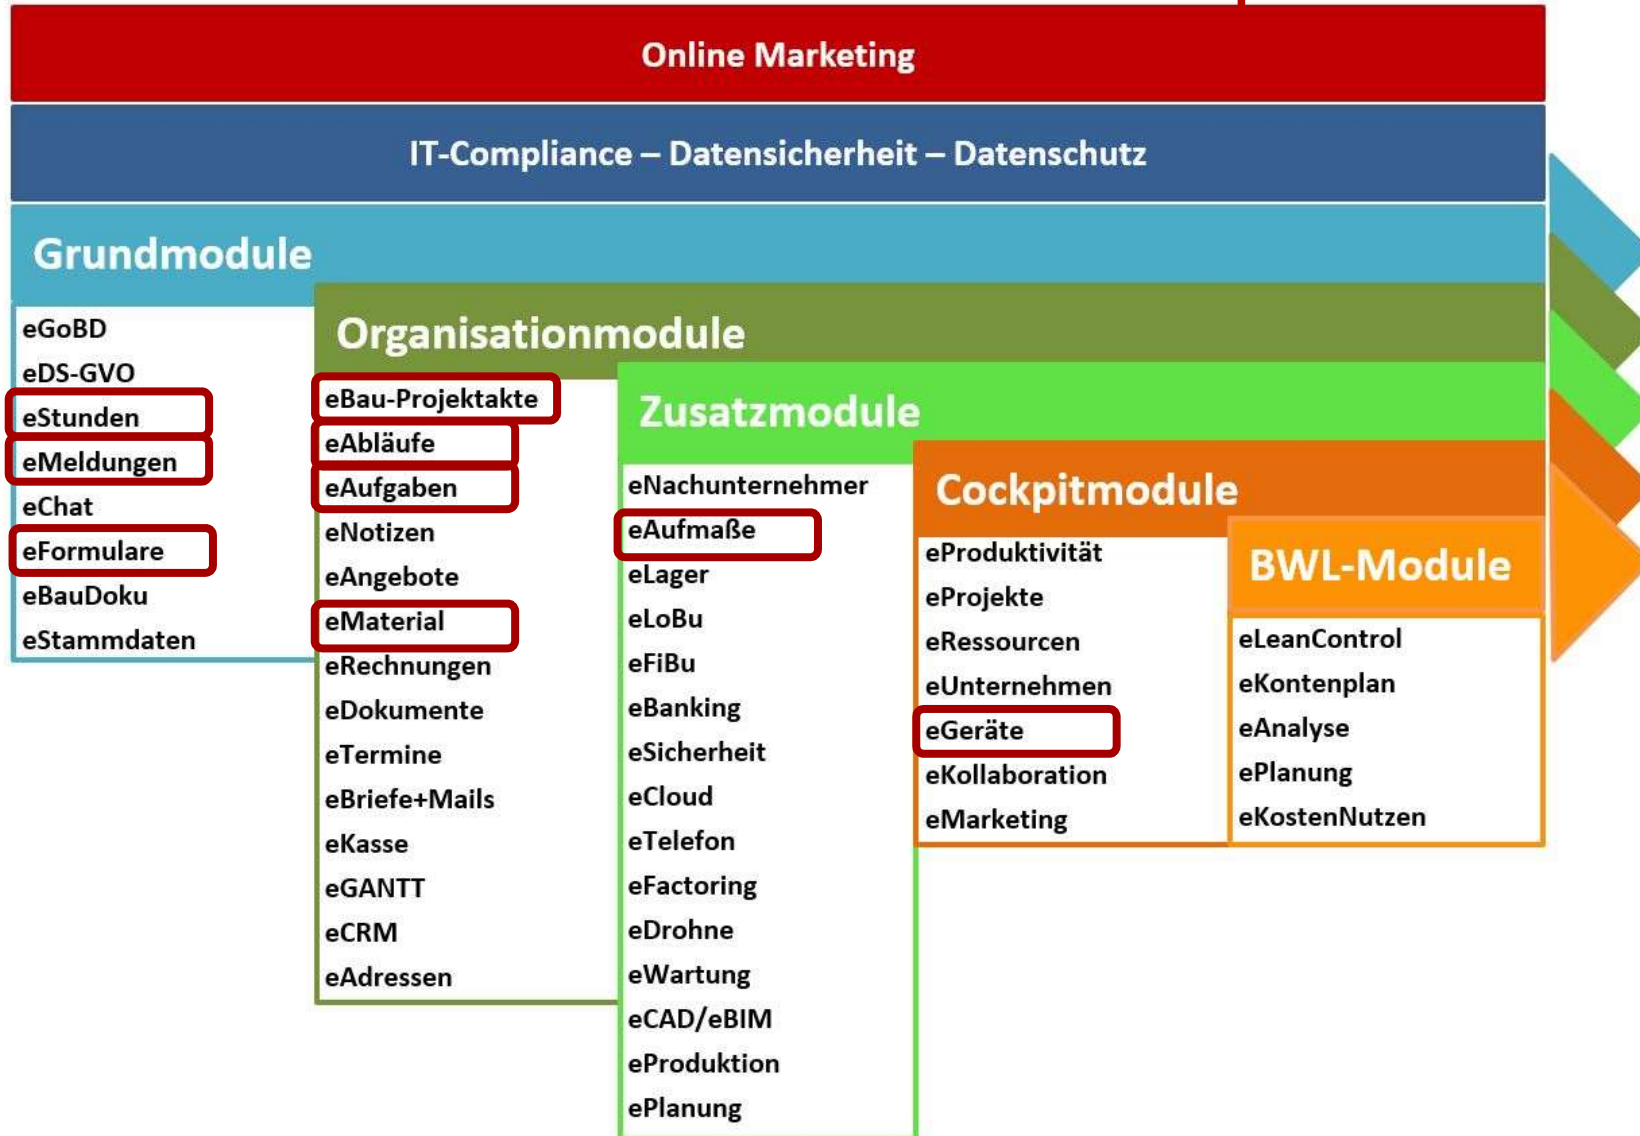 Online Marketing
IT-Compliance – Datensicherheit – Datenschutz
Grundmodule
eGoBD
eDS-GVO
eStunden
eMeldungen
eChat
eFormulare
eBauDoku
eStammdaten
Organisationmodule
eBau-Projektakte
eAbläufe
eAufgaben
eNotizen
eAngebote
eMaterial
eRechnungen
eDokumente
eTermine
eBriefe+Mails
eKasse
eGANTT
eCRM
eAdressen
Zusatzmodule
eNachunternehmer
eAufmaße
eLager
eLoBu
eFiBu
eBanking
eSicherheit
eCloud
eTelefon
eFactoring
eDrohne
eWartung
eCAD/eBIM
eProduktion
ePlanung
Cockpitmodule
eProduktivität
eProjekte
eRessourcen
eUnternehmen
eGeräte
eKollaboration
eMarketing
BWL-Module
eLeanControl
eKontenplan
eAnalyse
ePlanung
eKostenNutzen